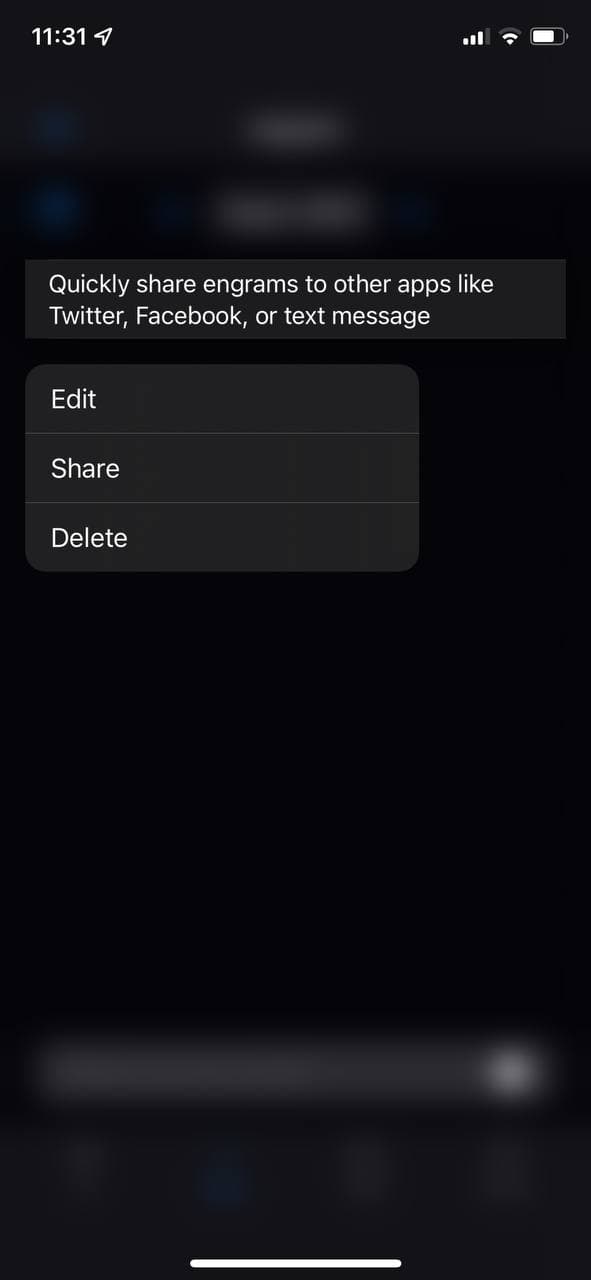 11:31
Quickly share engrams to other apps like
Twitter, Facebook, or text message
Edit
Share
Delete